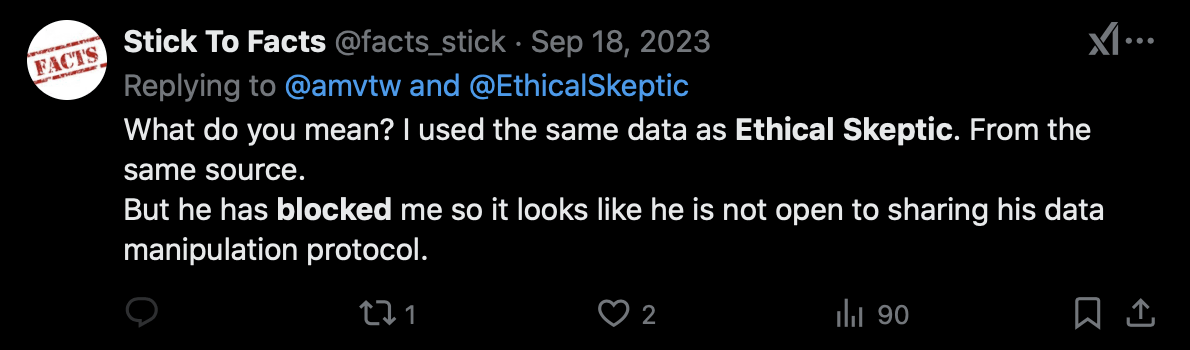 Stick To Facts @facts_stick · Sep 18, 2023
FACTS
Replying to @amvtw and @EthicalSkeptic
What do you mean? I used the same data as Ethical Skeptic. From the
same source.
But he has blocked me so it looks like he is not open to sharing his data
manipulation protocol.
1 2 90